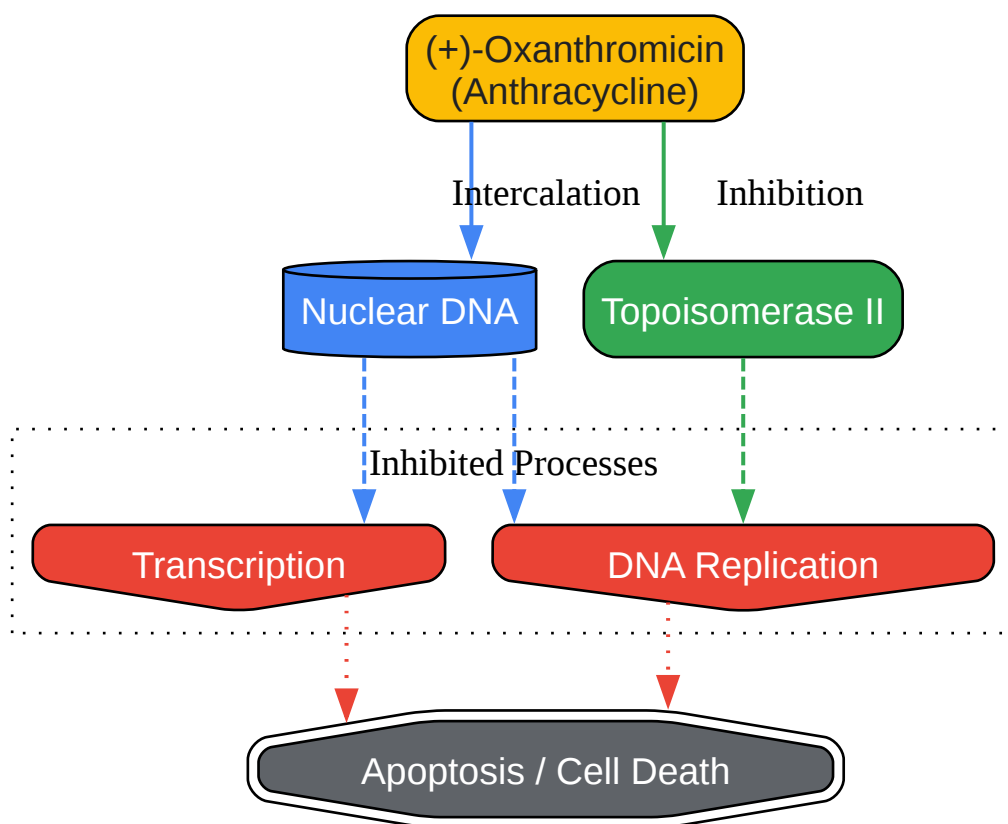 (+)-Oxanthromicin
(Anthracycline)
Intercalation
Inhibition
Nuclear DNA
Topoisomerase II
Inhibited Processes
Transcription
DNA Replication
Apoptosis / Cell Death